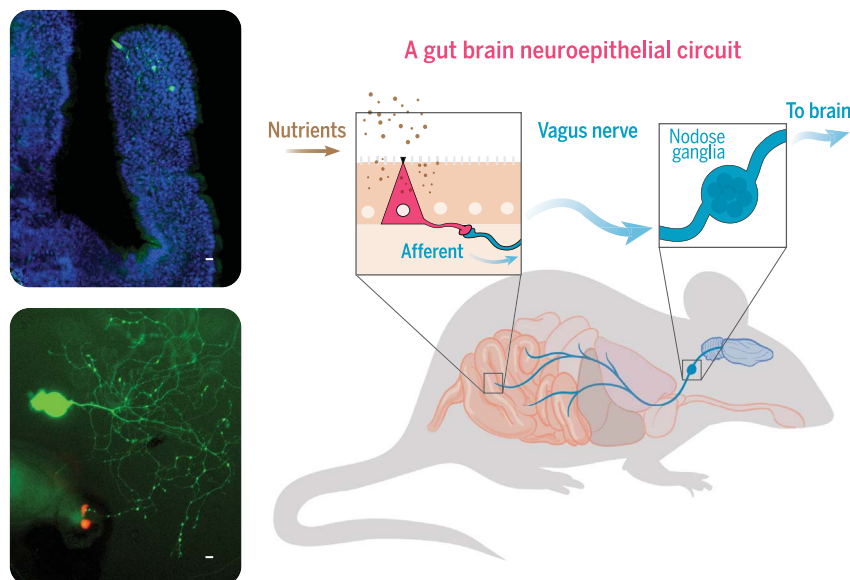 A gut brain neuroepithelial circuit
Nutrients
Vagus nerve
To brain
Nodose
ganglia
Afferent